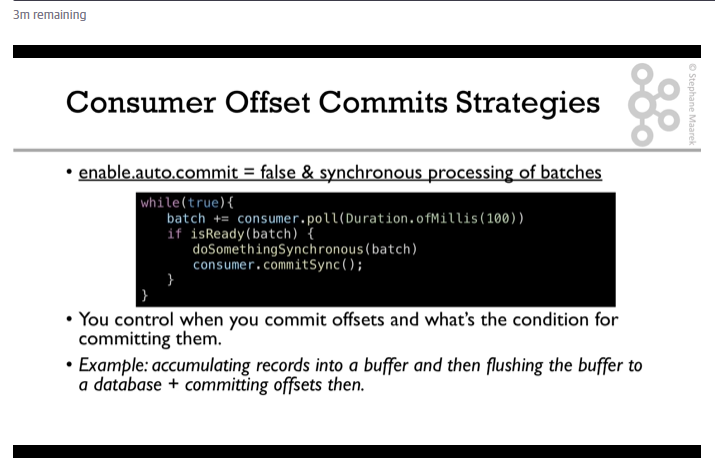 3m remaining
© Stephane Maarek
Consumer Offset Commits Strategies
• enable.auto.commit = false & synchronous processing of batches
while(true){
batch += consumer.poll(Duration.ofMillis(100))
if isReady(batch) {
doSomethingSynchronous(batch)
consumer.commitSync();
}
}
• You control when you commit offsets and what's the condition for
committing them.
• Example: accumulating records into a buffer and then flushing the buffer to
a database + committing offsets then.